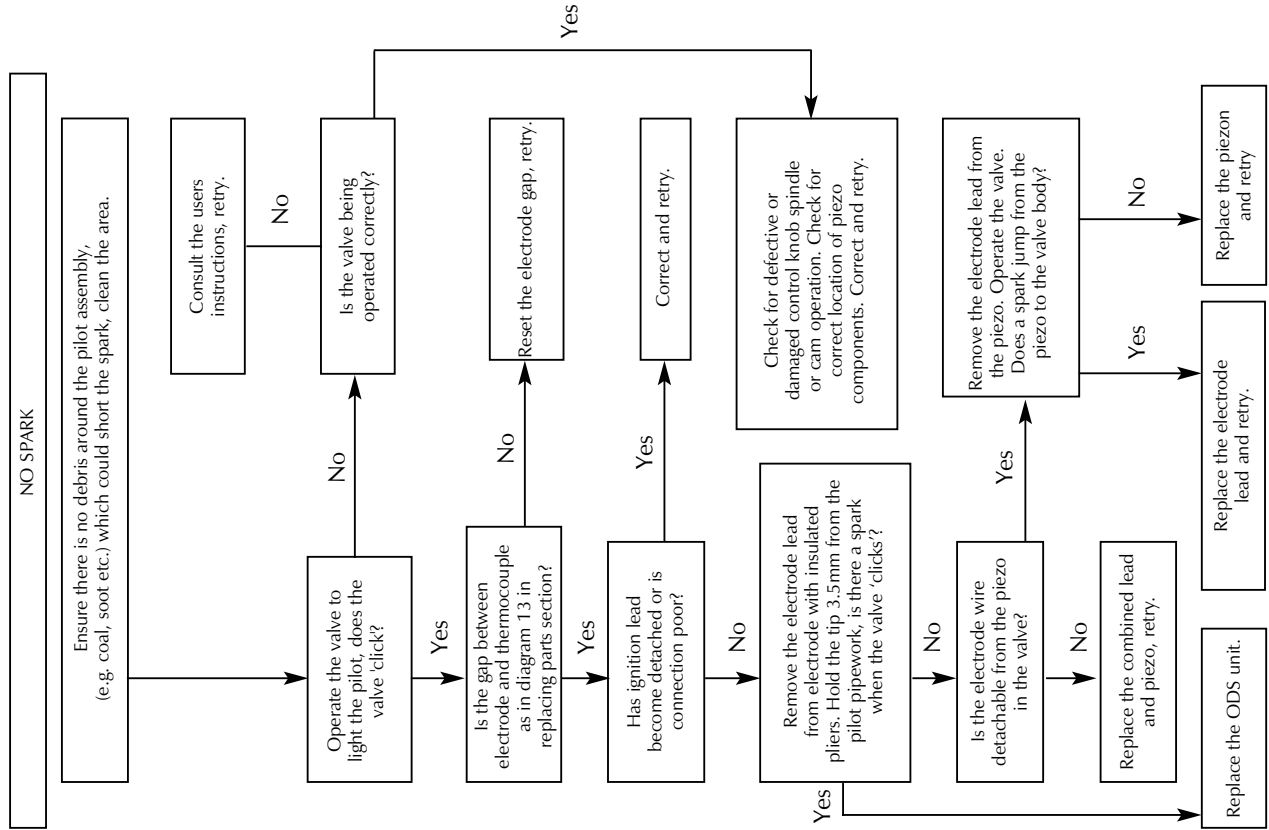 NO SPARK
Ensure there is no debris around the pilot assembly,
(e.g. coal, soot etc.) which could short the spark, clean the area.
Operate the valve to
light the pilot, does the
valve 'click'?
No
Is the valve being
operated correctly?
No
Consult the users
instructions, retry.
Yes
Check for defective or
damaged control knob spindle
or cam operation. Check for
correct location of piezo
components. Correct and retry.
Yes
Is the gap between
electrode and thermocouple
as in diagram 13 in
replacing parts section?
No
Reset the electrode gap, retry.
Yes
Has ignition lead
become detached or is
connection poor?
Yes
Correct and retry.
No
Remove the electrode lead
from electrode with insulated
pliers. Hold the tip 3.5mm from the
pilot pipework, is there a spark
when the valve 'clicks'?
Yes
Replace the ODS unit.
No
Is the electrode wire
detachable from the piezo
in the valve?
No
Replace the combined lead
and piezo, retry.
Yes
Remove the electrode lead from
the piezo. Operate the valve.
Does a spark jump from the
piezo to the valve body?
Yes
Replace the electrode
lead and retry.
No
Replace the piezon
and retry